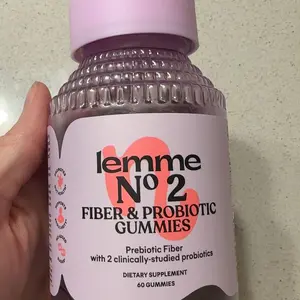 lemme
Nº 2
FIBER & PROBIOTIC
GUMMIES
Prebiotic Fiber
with 2 clinically-studied probiotics
DIETARY SUPPLEMENT
60 GUMMIES